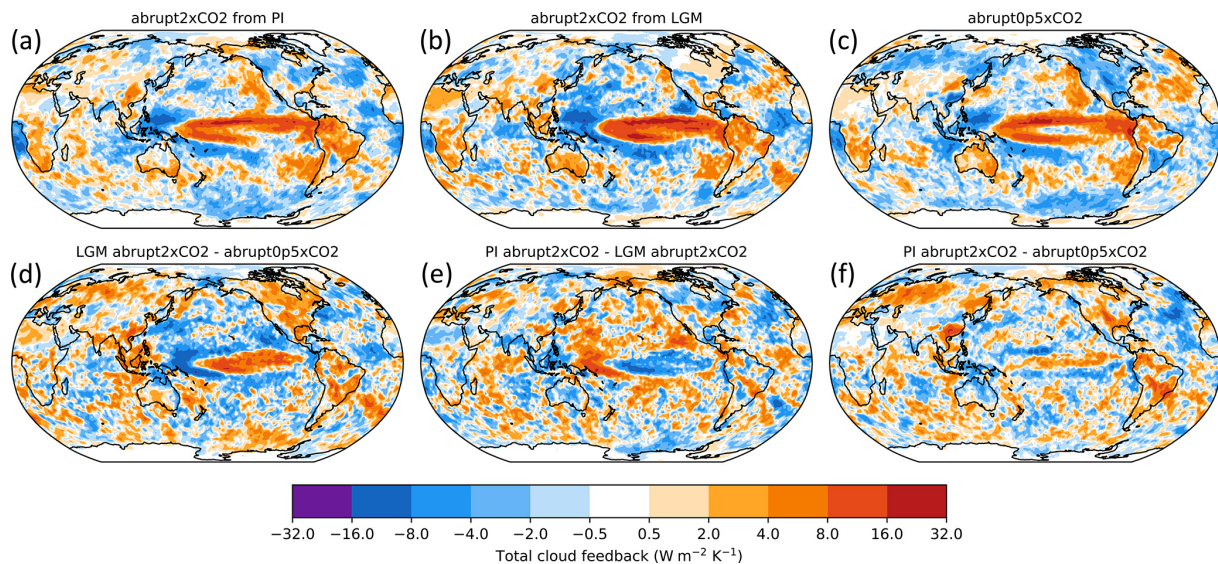 abrupt2xCO2 from PI
abrupt2xCO2 from LGM
abrupt0p5xCO2
(a)
(b)
(c)
LGM abrupt2xCO2 - abrupt0p5xCO2
PI abrupt2xCO2 - LGM abrupt2xCO2
PI abrupt2xCO2 - abrupt0p5xCO2
(d)
(e)
(f)
−32.0 −16.0 −8.0 −4.0 −2.0 −0.5 0.5 2.0 4.0 8.0 16.0 32.0
Total cloud feedback (W m⁻² K⁻¹)